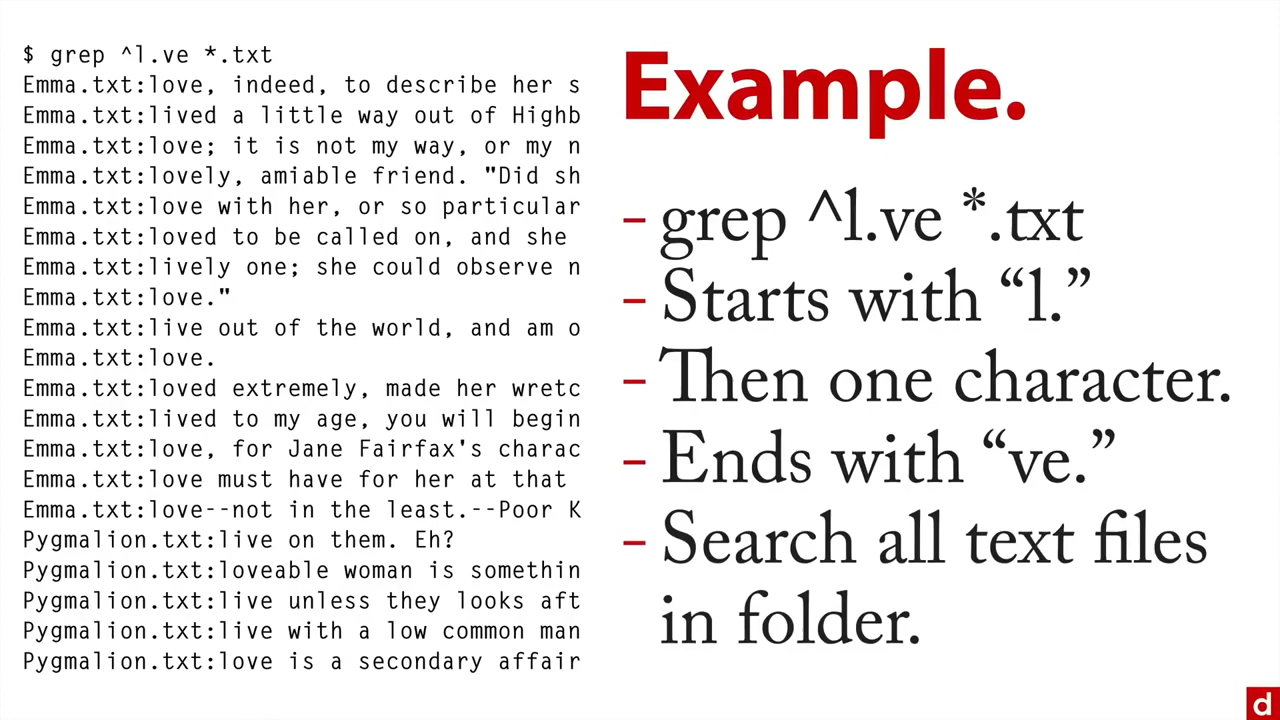 $ grep ^l.ve *.txt
Emma.txt:love, indeed, to describe her s
Emma.txt:lived a little way out of Highb
Emma.txt:love; it is not my way, or my n
Emma.txt:lovely, amiable friend. "Did sh
Emma.txt:love with her, or so particular
Emma.txt:loved to be called on, and she
Emma.txt:lively one; she could observe n
Emma.txt:love."
Emma.txt:live out of the world, and am o
Emma.txt:love.
Emma.txt:loved extremely, made her wretc
Emma.txt:lived to my age, you will begin
Emma.txt:love, for Jane Fairfax's charac
Emma.txt:love must have for her at that
Emma.txt:love--not in the least.--Poor K
Pygmalion.txt:live on them. Eh?
Pygmalion.txt:loveable woman is somethin
Pygmalion.txt:live unless they looks aft
Pygmalion.txt:live with a low common man
Pygmalion.txt:love is a secondary affair
Example.
– grep ^l.ve *.txt
– Starts with “l.”
– Then one character.
– Ends with “ve.”
– Search all text files
in folder.
d